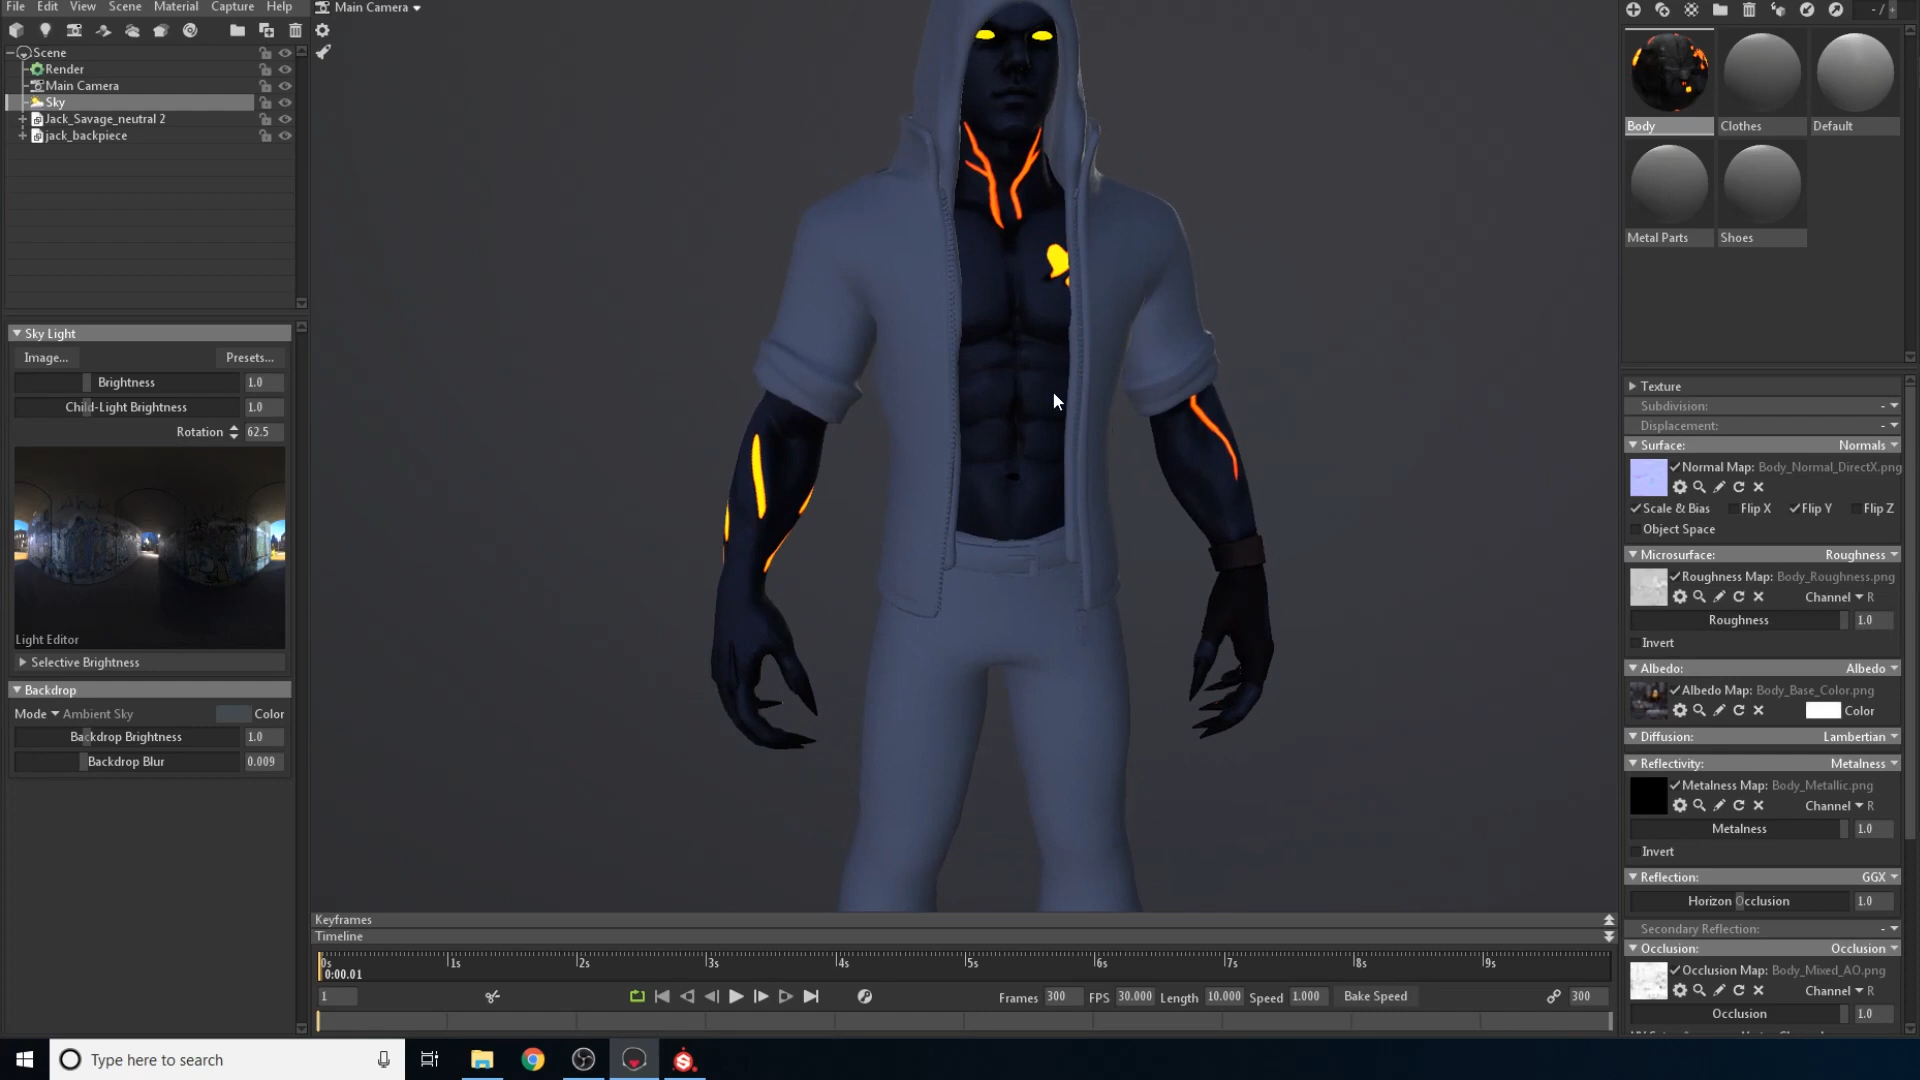 File Edit View Scene Material Capture Help
Main Camera
- /
Scene
Render
Main Camera
Sky
Jack_Savage_neutral 2
jack_backpiece
Body
Clothes
Default
Metal Parts
Shoes
Sky Light
Image...
Presets...
Brightness 1.0
Child-Light Brightness 1.0
Rotation 62.5
Light Editor
Selective Brightness
Backdrop
Mode Ambient Sky Color
Backdrop Brightness 1.0
Backdrop Blur 0.009
Texture
Subdivision: -
Displacement: -
Surface: Normals
Normal Map: Body_Normal_DirectX.png
Scale & Bias Flip X Flip Y Flip Z
Object Space
Microsurface: Roughness
Roughness Map: Body_Roughness.png
Channel R
Roughness 1.0
Invert
Albedo: Albedo
Albedo Map: Body_Base_Color.png
Color
Diffusion: Lambertian
Reflectivity: Metalness
Metalness Map: Body_Metallic.png
Channel R
Metalness 1.0
Invert
Reflection: GGX
Horizon Occlusion 1.0
Secondary Reflection: -
Occlusion: Occlusion
Occlusion Map: Body_Mixed_AO.png
Channel R
Occlusion 1.0
Keyframes
Timeline
0s 1s 2s 3s 4s 5s 6s 7s 8s 9s
0:00.01
1
Frames 300 FPS 30.000 Length 10.000 Speed 1.000 Bake Speed
300
Type here to search